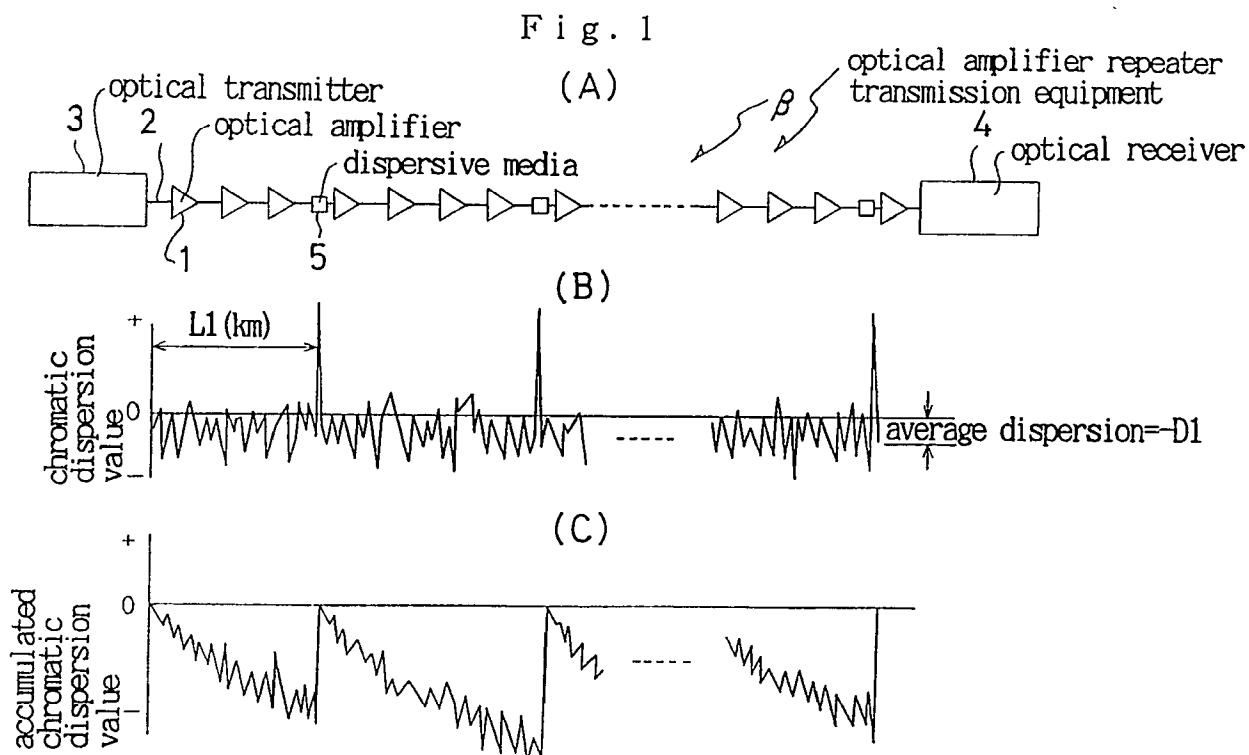 Fig. 1
(A)
optical transmitter
3
2
optical amplifier
dispersive media
1
5
β
optical amplifier repeater
transmission equipment
4
optical receiver
(B)
+
L1(km)
0
−
chromatic
dispersion
value
average dispersion=-D1
(C)
+
0
−
accumulated
chromatic
dispersion
value